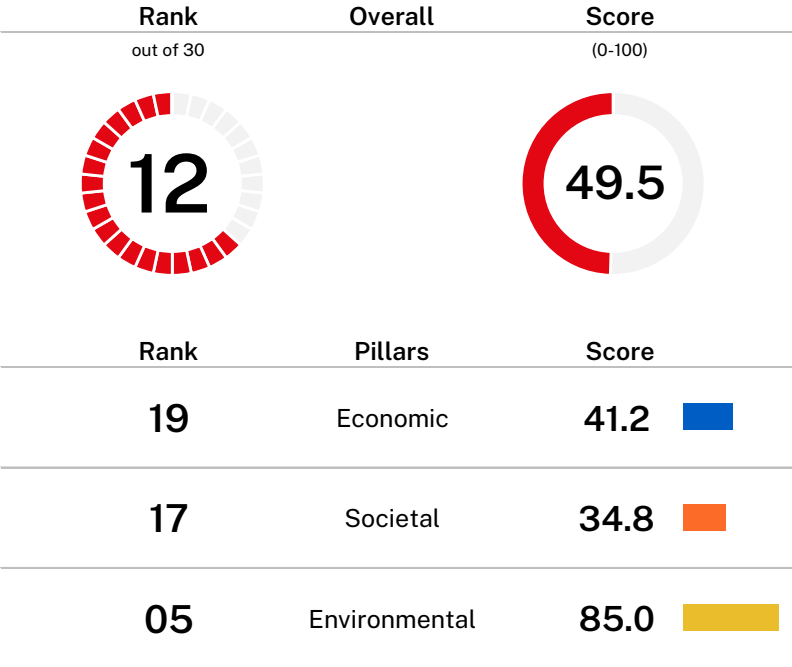 Rank Overall Score
out of 30 (0-100)
12 49.5
Rank Pillars Score
19 Economic 41.2
17 Societal 34.8
05 Environmental 85.0